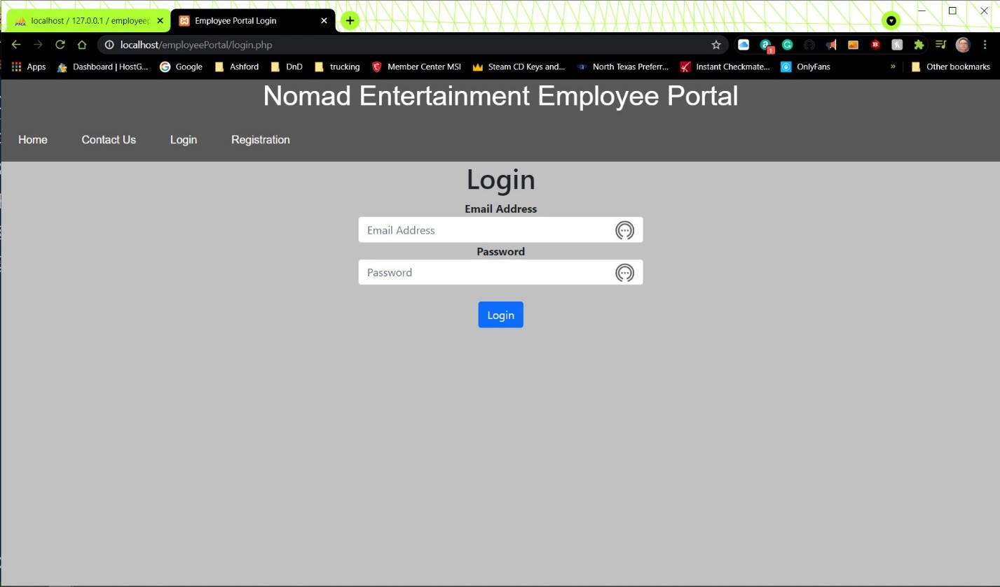 localhost / 127.0.0.1 / employeep
Employee Portal Login
localhost/employeePortal/login.php
1
Apps
Dashboard | HostG...
Google
Ashford
DnD
trucking
Member Center MSI
Steam CD Keys and...
North Texas Preferr...
Instant Checkmate...
OnlyFans
»
Other bookmarks
Nomad Entertainment Employee Portal
Home
Contact Us
Login
Registration
Login
Email Address
Email Address
Password
Password
Login